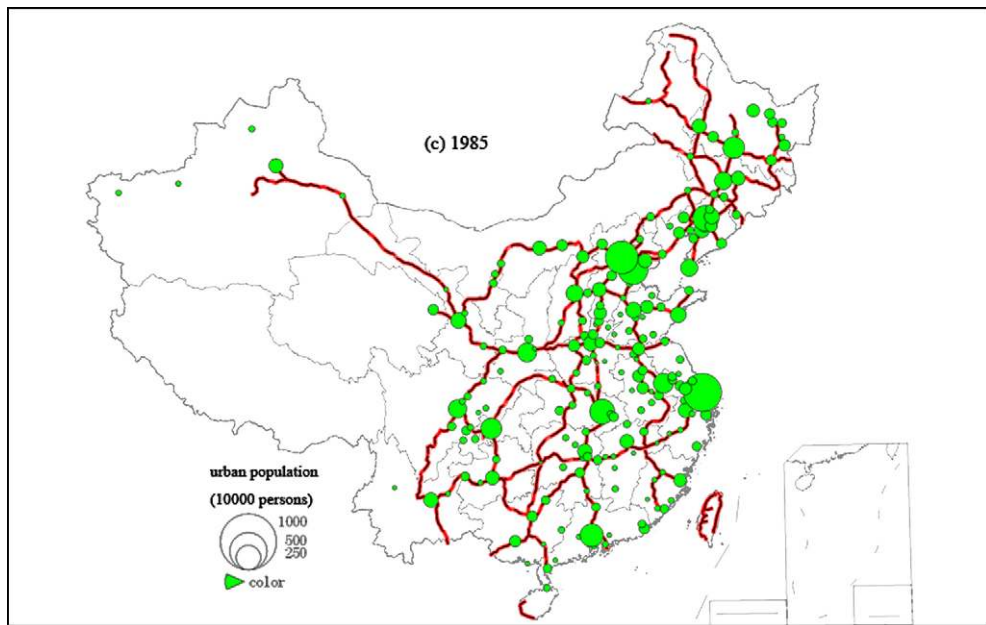 (c) 1985
urban population
(10000 persons)
1000
500
250
color